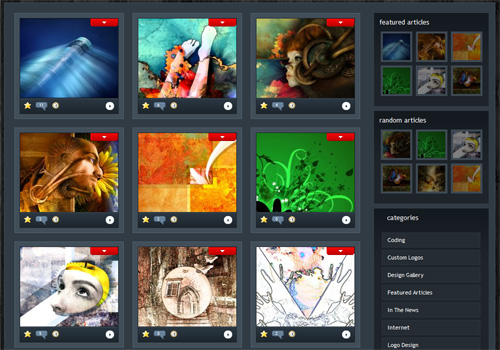 featured articles
random articles
categories
Coding
Custom Logos
Design Gallery
Featured Articles
In The News
Internet
Logo Design